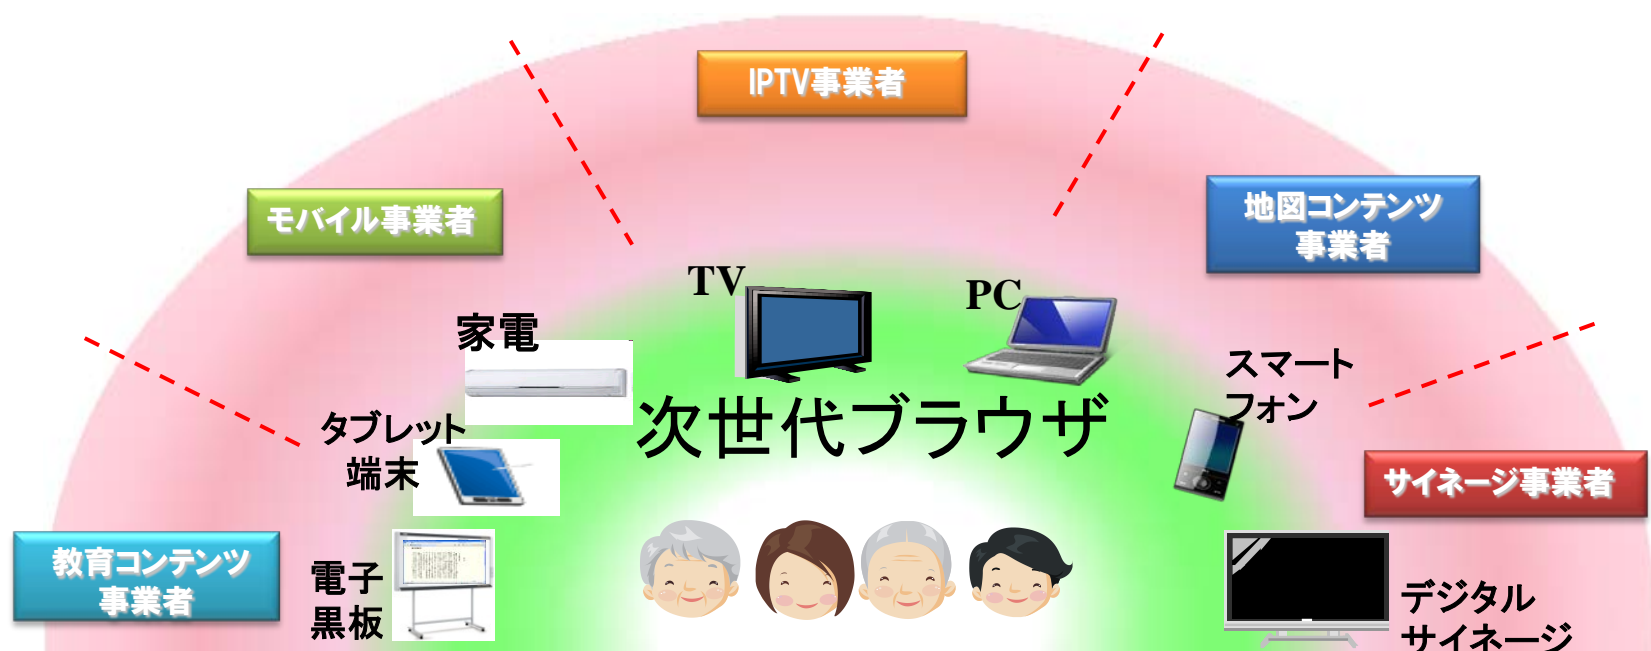 IPTV事業者
モバイル事業者
地図コンテンツ
事業者
TV
PC
家電
スマート
フォン
次世代ブラウザ
タブレット
端末
サイネージ事業者
教育コンテンツ
事業者
電子
黒板
デジタル
サイネージ